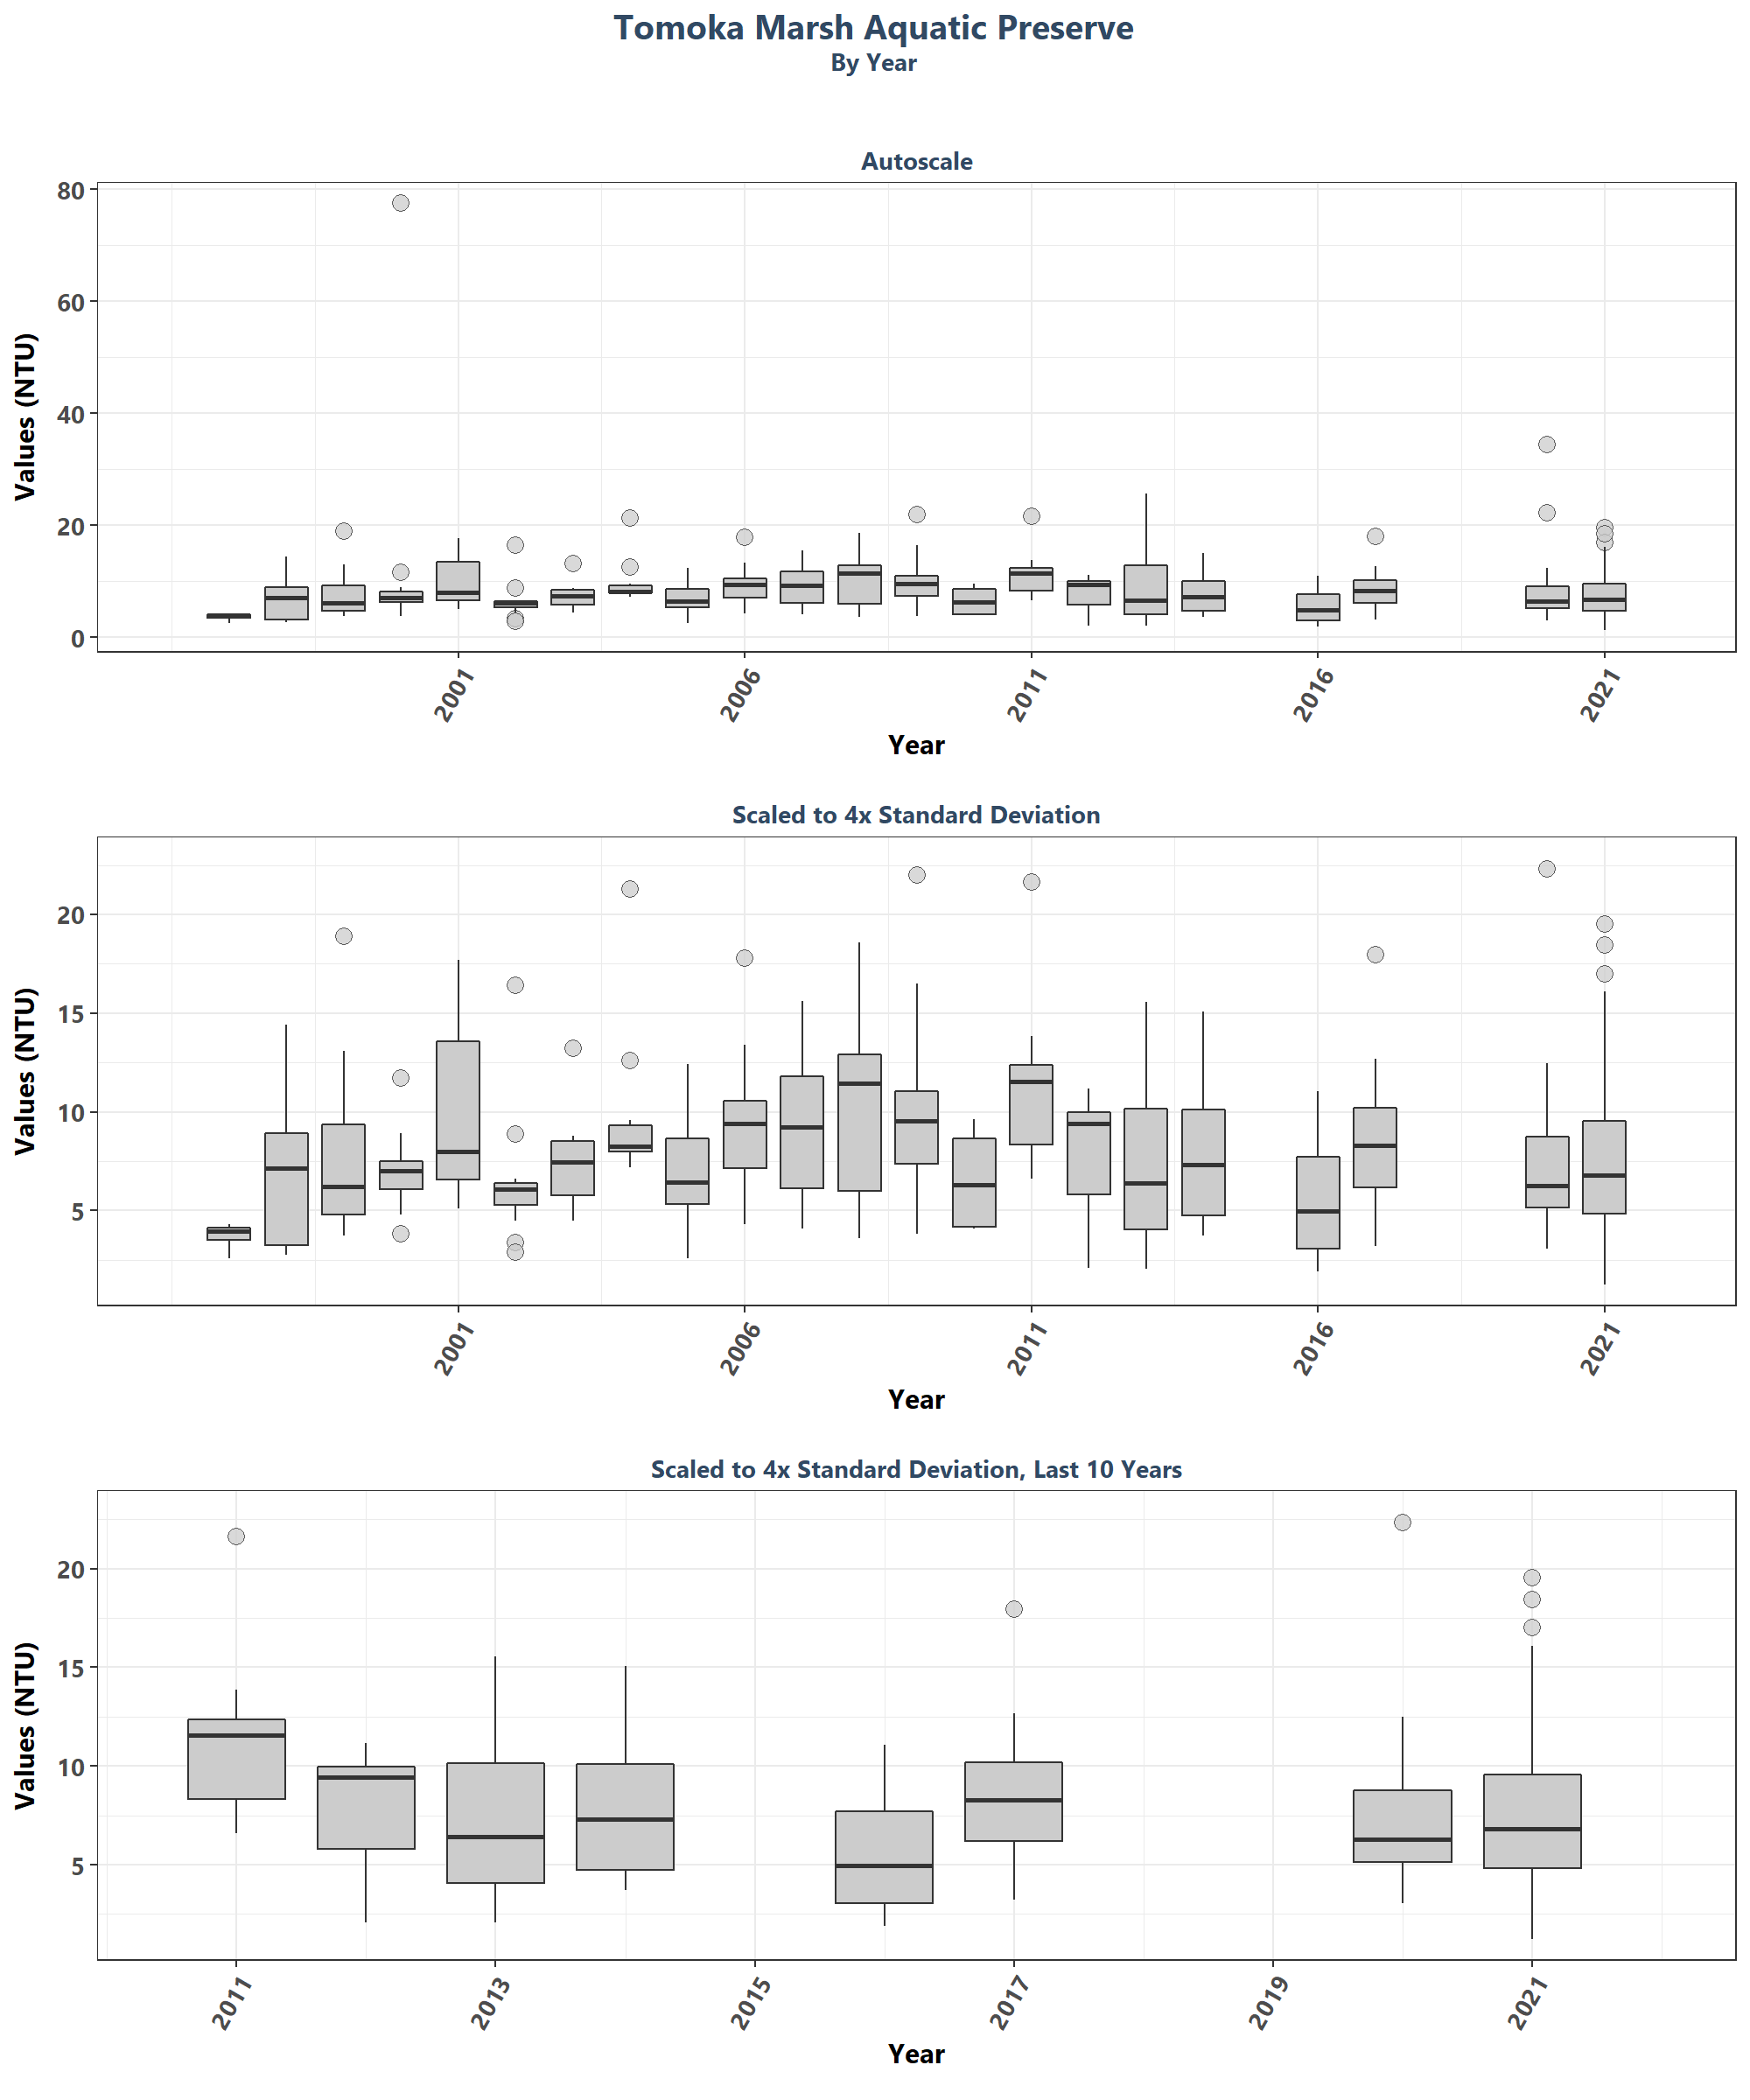 Tomoka Marsh Aquatic Preserve
By Year
Autoscale
Values (NTU)
80
60
40
20
0
2001
2006
2011
2016
2021
Year
Scaled to 4x Standard Deviation
Values (NTU)
20
15
10
5
2001
2006
2011
2016
2021
Year
Scaled to 4x Standard Deviation, Last 10 Years
Values (NTU)
20
15
10
5
2011
2013
2015
2017
2019
2021
Year